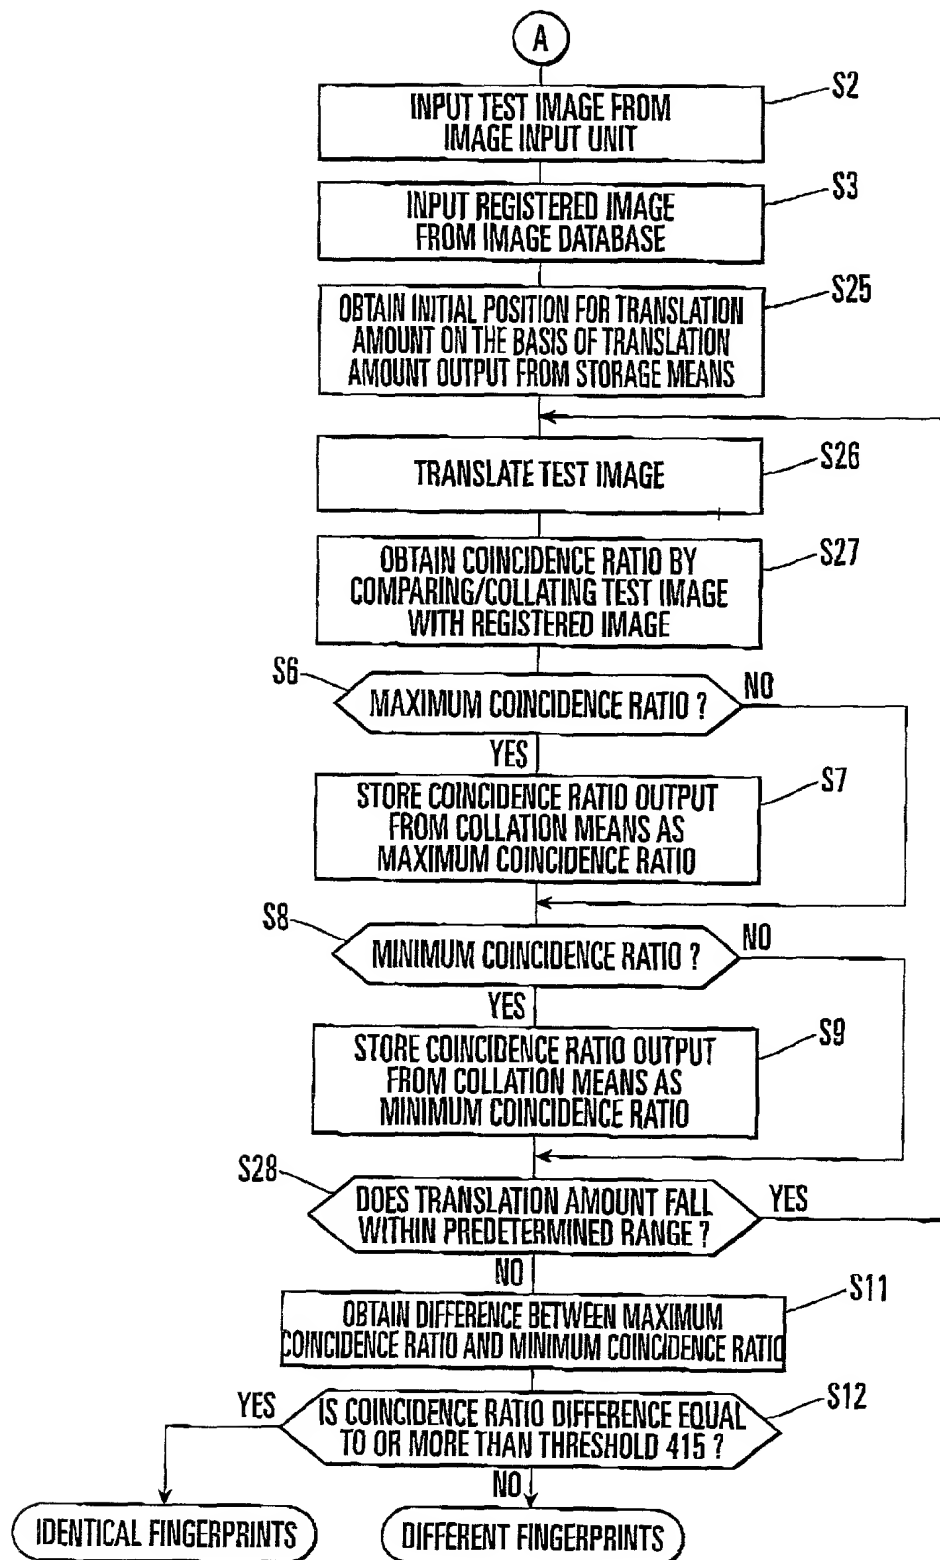 A
S2
INPUT TEST IMAGE FROM
IMAGE INPUT UNIT
S3
INPUT REGISTERED IMAGE
FROM IMAGE DATABASE
S25
OBTAIN INITIAL POSITION FOR TRANSLATION
AMOUNT ON THE BASIS OF TRANSLATION
AMOUNT OUTPUT FROM STORAGE MEANS
S26
TRANSLATE TEST IMAGE
S27
OBTAIN COINCIDENCE RATIO BY
COMPARING/COLLATING TEST IMAGE
WITH REGISTERED IMAGE
S6
MAXIMUM COINCIDENCE RATIO ?
NO
YES
S7
STORE COINCIDENCE RATIO OUTPUT
FROM COLLATION MEANS AS
MAXIMUM COINCIDENCE RATIO
S8
MINIMUM COINCIDENCE RATIO ?
NO
YES
S9
STORE COINCIDENCE RATIO OUTPUT
FROM COLLATION MEANS AS
MINIMUM COINCIDENCE RATIO
S28
DOES TRANSLATION AMOUNT FALL
WITHIN PREDETERMINED RANGE ?
YES
NO
S11
OBTAIN DIFFERENCE BETWEEN MAXIMUM
COINCIDENCE RATIO AND MINIMUM COINCIDENCE RATIO
S12
IS COINCIDENCE RATIO DIFFERENCE EQUAL
TO OR MORE THAN THRESHOLD 415 ?
YES
NO
IDENTICAL FINGERPRINTS
DIFFERENT FINGERPRINTS